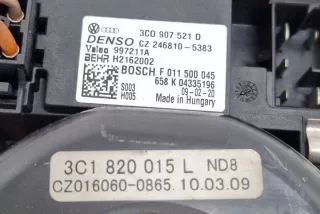 3C0 907 521 D
DENSO CZ 246810-5383
Valeo 997211A
BEHR H2162002
BOSCH F 011 500 045
658 K 04335196
S003 09-02-20
H005 Made in Hungary
3C1 820 015 L ND8
CZ016060-0865 10.03.09